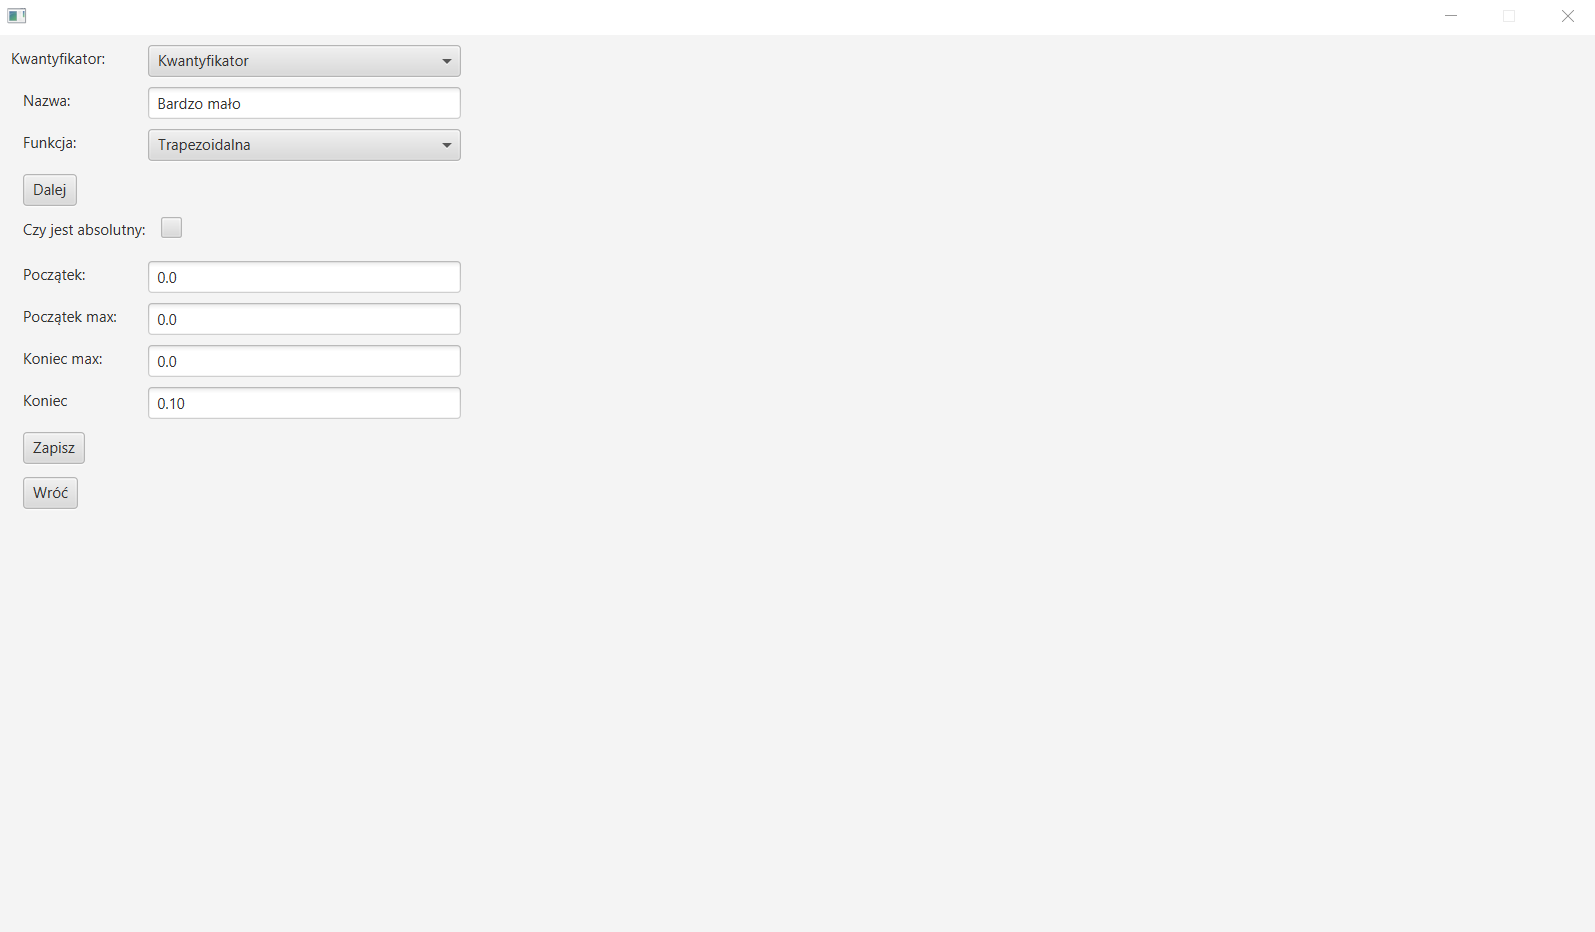 Kwantyfikator: Kwantyfikator
Nazwa: Bardzo mało
Funkcja: Trapezoidalna
Dalej
Czy jest absolutny:
Początek: 0.0
Początek max: 0.0
Koniec max: 0.0
Koniec 0.10
Zapisz
Wróć